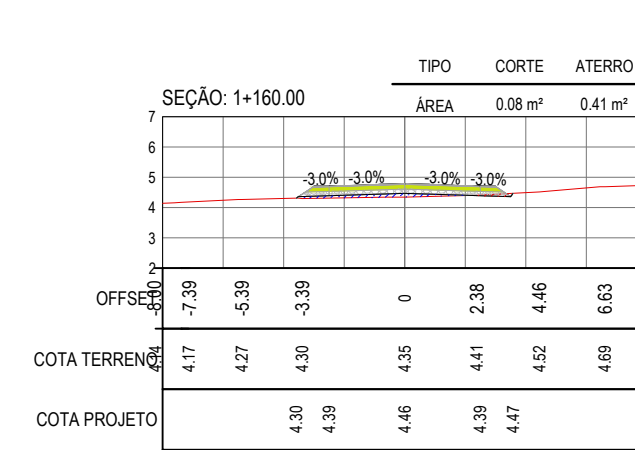 TIPO CORTE ATERRO
SEÇÃO: 1+160.00
ÁREA 0.08 m² 0.41 m²
7
6
5
4
3
2
-3.0% -3.0% -3.0% -3.0%
OFFSET -8.00 -7.39 -5.39 -3.39 0 2.38 4.46 6.63
COTA TERRENO 4.17 4.27 4.30 4.35 4.41 4.52 4.69
COTA PROJETO 4.30 4.39 4.46 4.39 4.47